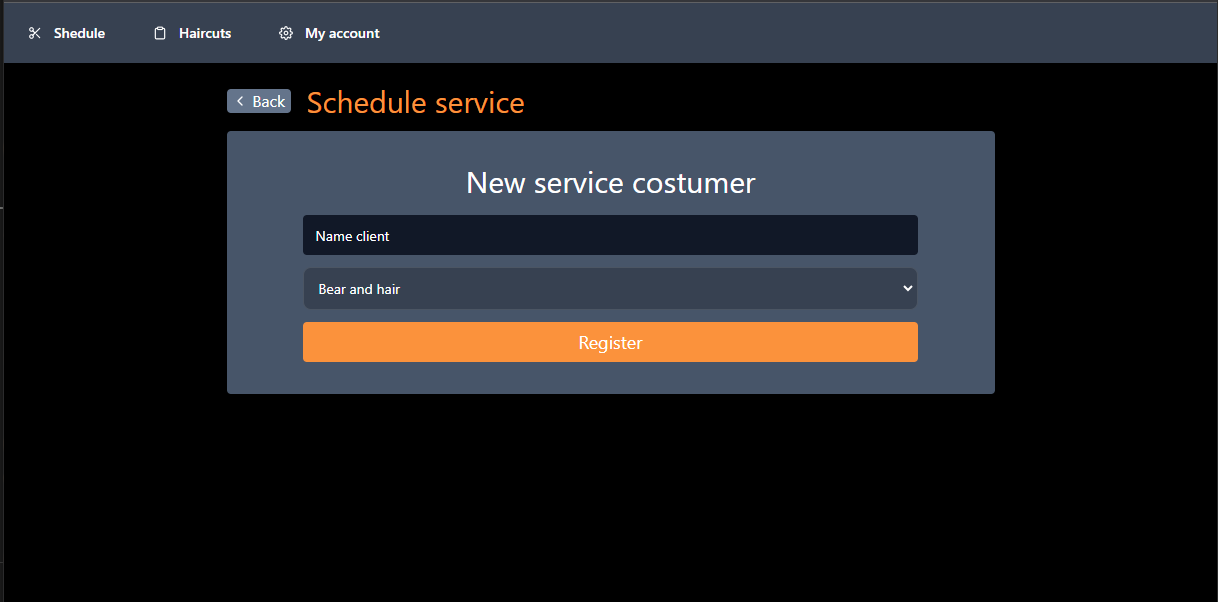 Shedule Haircuts My account
Back Schedule service
New service costumer
Name client
Bear and hair
Register